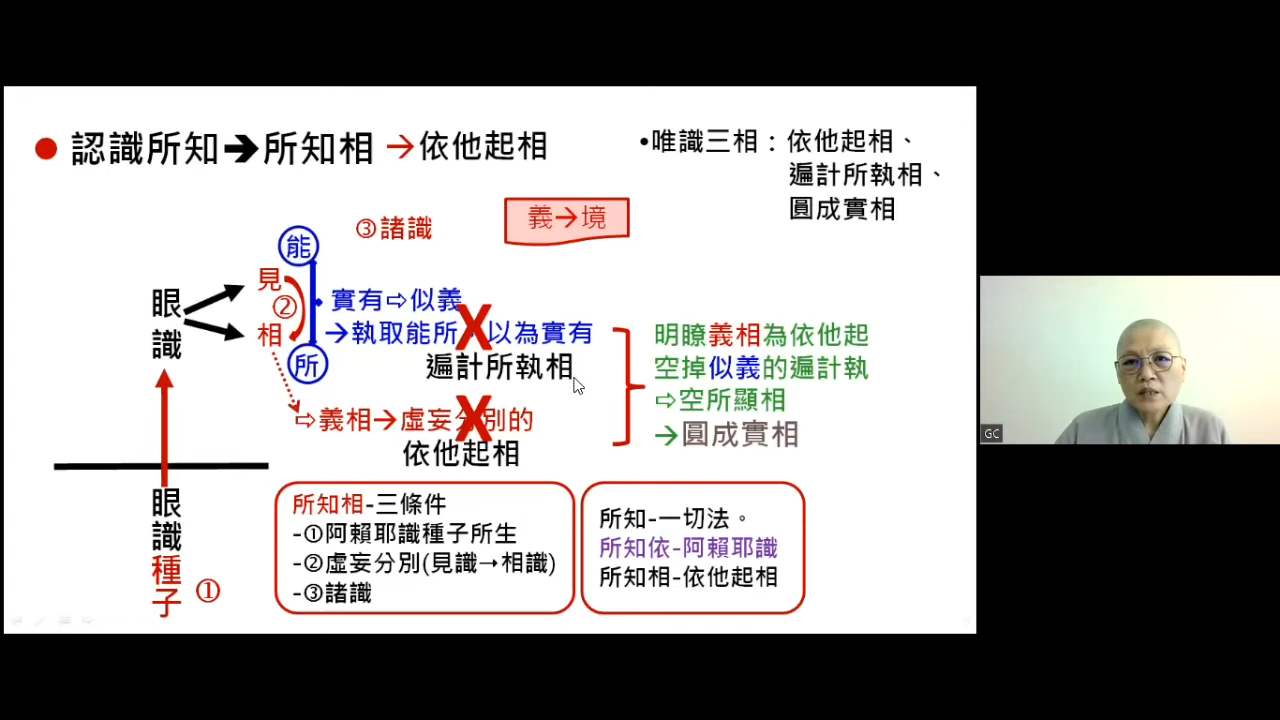 認識所知➔所知相→依他起相
•唯識三相：依他起相、
遍計所執相、
圓成實相
③諸識
義→境
能
見
②
相
所
眼
識
實有⇨似義
→執取能所 X 以為實有
遍計所執相
⇨義相→虛妄分別的
X
依他起相
明瞭義相為依他起
空掉似義的遍計執
⇨空所顯相
→圓成實相
眼
識
種
子
①
所知相-三條件
-①阿賴耶識種子所生
-②虛妄分別(見識→相識)
-③諸識
所知-一切法。
所知依-阿賴耶識
所知相-依他起相
GC